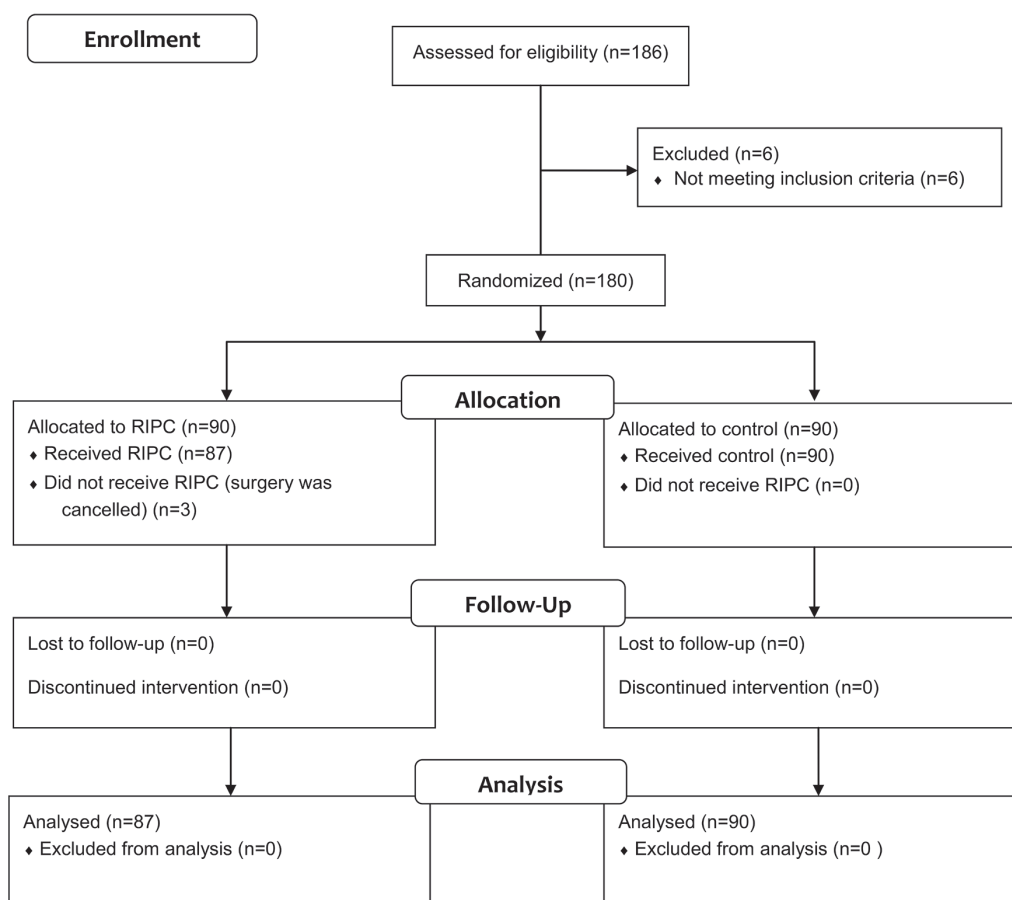 Enrollment
Assessed for eligibility (n=186)
Excluded (n=6)
♦ Not meeting inclusion criteria (n=6)
Randomized (n=180)
Allocation
Allocated to RIPC (n=90)
♦ Received RIPC (n=87)
♦ Did not receive RIPC (surgery was
cancelled) (n=3)
Allocated to control (n=90)
♦ Received control (n=90)
♦ Did not receive RIPC (n=0)
Follow-Up
Lost to follow-up (n=0)
Discontinued intervention (n=0)
Lost to follow-up (n=0)
Discontinued intervention (n=0)
Analysis
Analysed (n=87)
♦ Excluded from analysis (n=0)
Analysed (n=90)
♦ Excluded from analysis (n=0 )